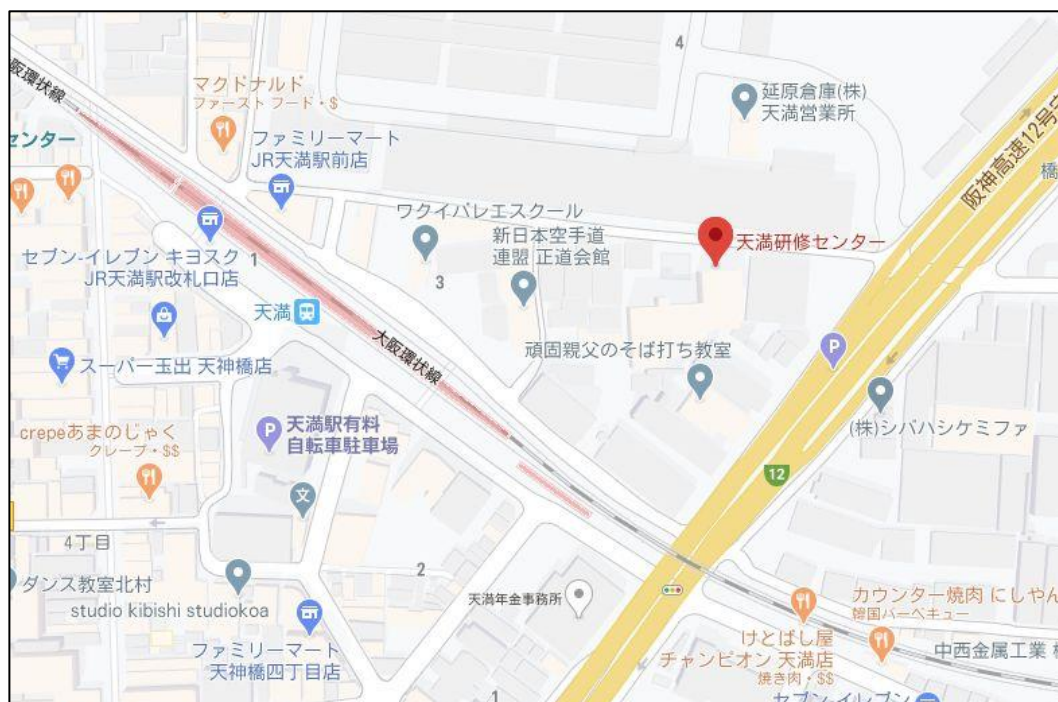 大阪環状線
マクドナルド
ファースト フード・$
センター
ファミリーマート
JR天満駅前店
4
延原倉庫(株)
天満営業所
阪神高速12号
橋
ワクイバレエスクール
新日本空手道
連盟 正道会館
天満研修センター
セブン-イレブン キヨスク
JR天満駅改札口店
1
3
天満
大阪環状線
スーパー玉出 天神橋店
頑固親父のそば打ち教室
P
(株)シバハシケミファ
crepeあまのじゃく
クレープ・$$
P
天満駅有料
自転車駐車場
12
文
4丁目
2
ダンス教室北村
studio kibishi studiokoa
天満年金事務所
ファミリーマート
天神橋四丁目店
カウンター焼肉 にしやん
韓国バーベキュー
けとばし屋
チャンピオン 天満店
焼き肉・$$
中西金属工業
1
セブン-イレブン